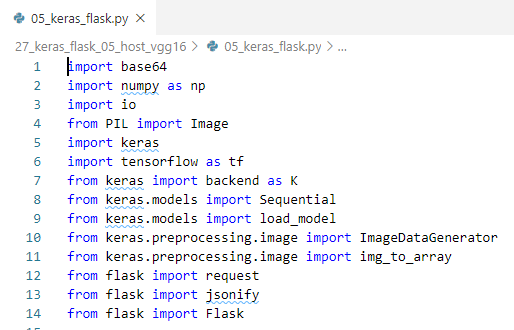 05_keras_flask.py ×
27_keras_flask_05_host_vgg16 > 05_keras_flask.py > ...
1 import base64
2 import numpy as np
3 import io
4 from PIL import Image
5 import keras
6 import tensorflow as tf
7 from keras import backend as K
8 from keras.models import Sequential
9 from keras.models import load_model
10 from keras.preprocessing.image import ImageDataGenerator
11 from keras.preprocessing.image import img_to_array
12 from flask import request
13 from flask import jsonify
14 from flask import Flask